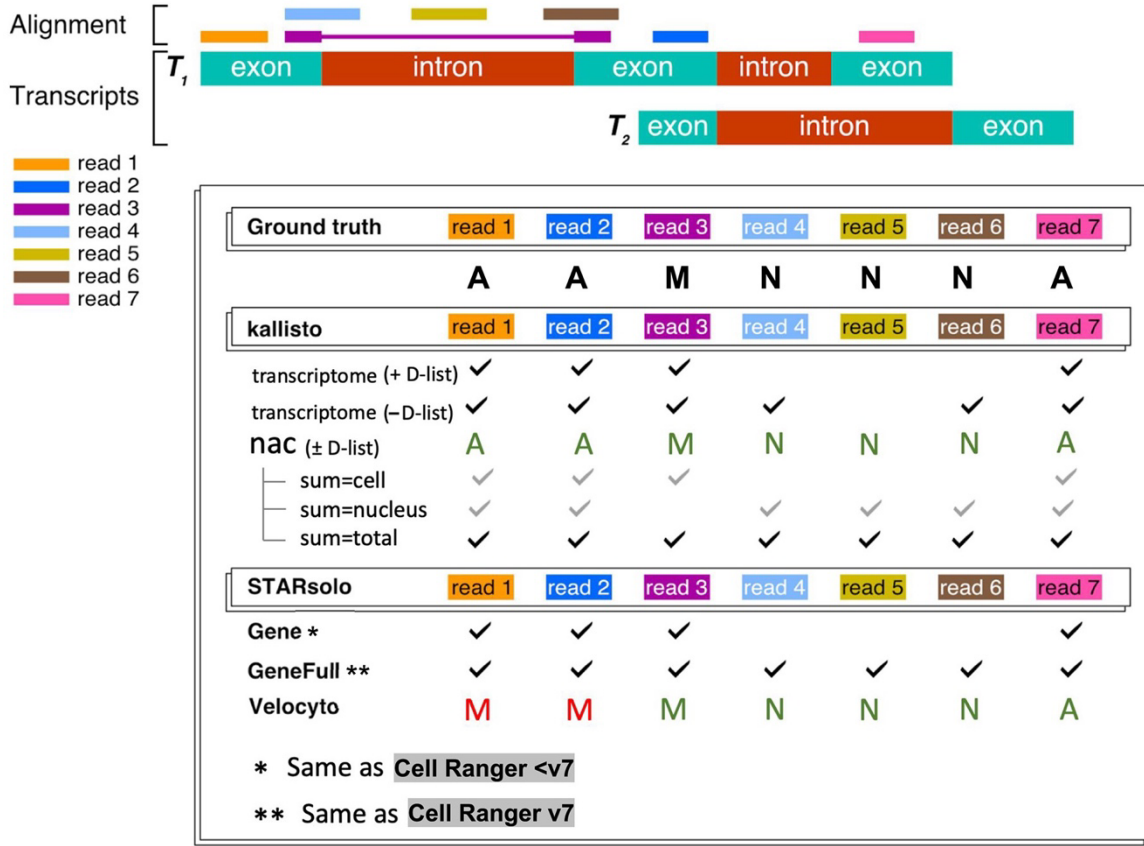 Alignment
T1 exon intron exon intron exon
Transcripts
T2 exon intron exon
read 1
read 2
read 3
read 4
read 5
read 6
read 7
Ground truth read 1 read 2 read 3 read 4 read 5 read 6 read 7
A A M N N N A
kallisto read 1 read 2 read 3 read 4 read 5 read 6 read 7
transcriptome (+ D-list) ✓ ✓ ✓ ✓
transcriptome (– D-list) ✓ ✓ ✓ ✓ ✓ ✓
nac (± D-list) A A M N N N A
sum=cell ✓ ✓ ✓ ✓
sum=nucleus ✓ ✓ ✓ ✓ ✓ ✓
sum=total ✓ ✓ ✓ ✓ ✓ ✓ ✓
STARsolo read 1 read 2 read 3 read 4 read 5 read 6 read 7
Gene * ✓ ✓ ✓ ✓
GeneFull ** ✓ ✓ ✓ ✓ ✓ ✓ ✓
Velocyto M M M N N N A
* Same as Cell Ranger <v7
** Same as Cell Ranger v7